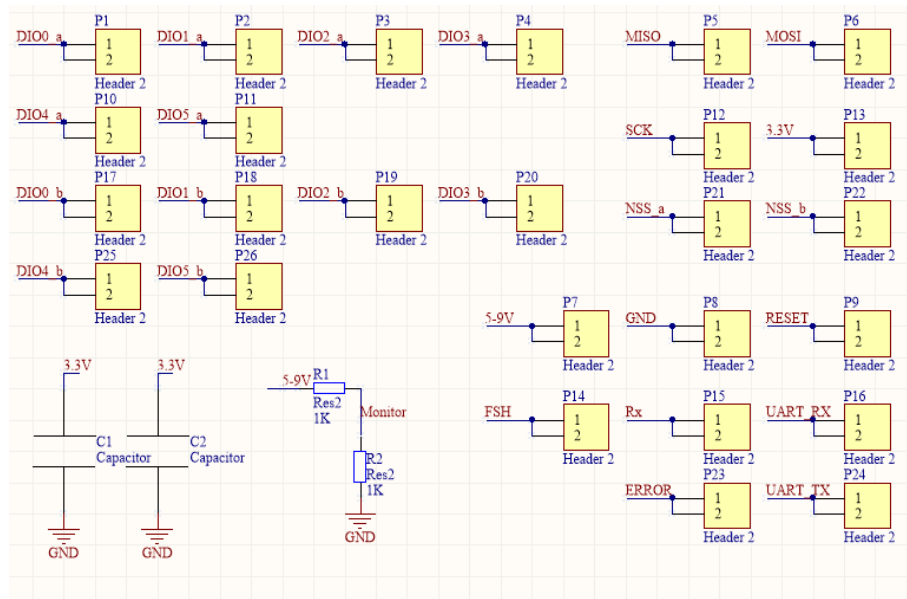 P1 P2 P3 P4 P5 P6
DIO0_a DIO1_a DIO2_a DIO3_a MISO MOSI
1 1 1 1 1 1
2 2 2 2 2 2
Header 2 Header 2 Header 2 Header 2 Header 2 Header 2
P10 P11 P12 P13
DIO4_a DIO5_a SCK 3.3V
1 1 1 1
2 2 2 2
Header 2 Header 2 Header 2 Header 2
P17 P18 P19 P20 P21 P22
DIO0_b DIO1_b DIO2_b DIO3_b NSS_a NSS_b
1 1 1 1 1 1
2 2 2 2 2 2
Header 2 Header 2 Header 2 Header 2 Header 2 Header 2
P25 P26
DIO4_b DIO5_b
1 1
2 2
Header 2 Header 2
P7 P8 P9
5-9V GND RESET
1 1 1
2 2 2
Header 2 Header 2 Header 2
3.3V 3.3V
C1 C2
Capacitor Capacitor
GND GND
5-9V R1
Res2
1K
Monitor
R2
Res2
1K
GND
P14 P15 P16
FSH Rx UART_RX
1 1 1
2 2 2
Header 2 Header 2 Header 2
P23 P24
ERROR UART_TX
1 1
2 2
Header 2 Header 2